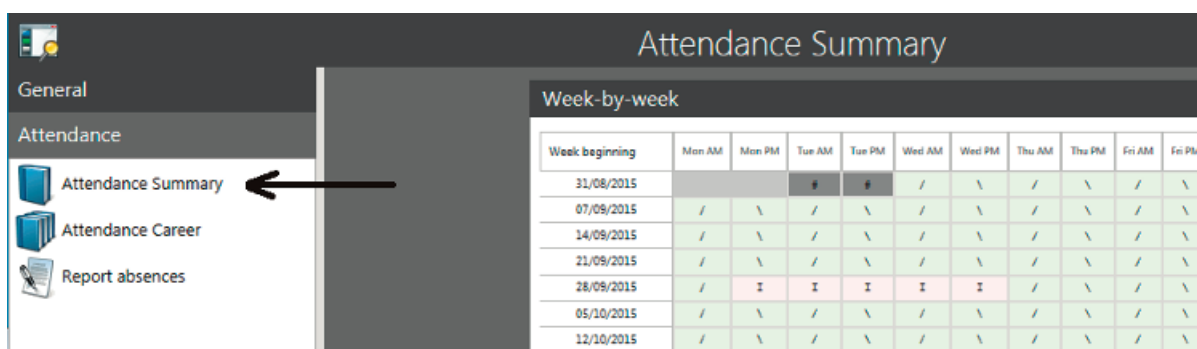 Attendance Summary
General
Attendance
Attendance Summary
Attendance Career
Report absences
Week-by-week
Week beginning Mon AM Mon PM Tue AM Tue PM Wed AM Wed PM Thu AM Thu PM Fri AM Fri PM
31/08/2015 # # / \ / \ / \
07/09/2015 / \ / \ / \ / \ / \
14/09/2015 / \ / \ / \ / \ / \
21/09/2015 / \ / \ / \ / \ / \
28/09/2015 / I I I I I / \ / \
05/10/2015 / \ / \ / \ / \ / \
12/10/2015 / \ / \ / \ / \ / \